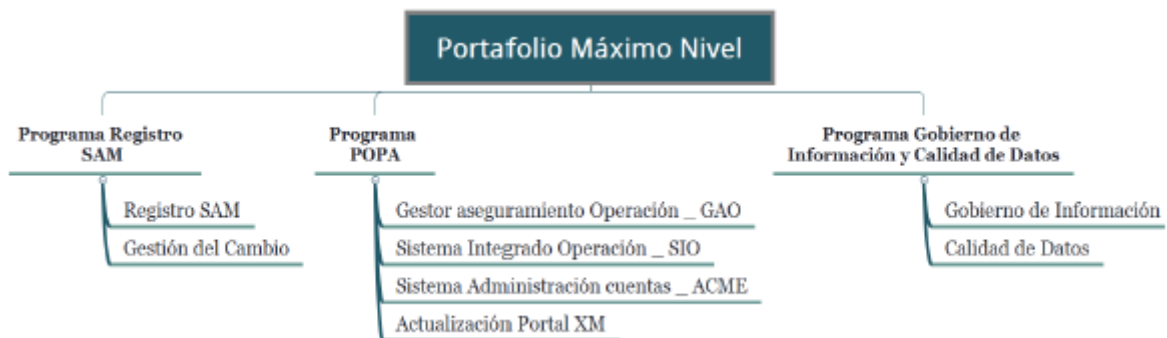 Portafolio Máximo Nivel
Programa Registro
SAM
Registro SAM
Gestión del Cambio
Programa
POPA
Gestor aseguramiento Operación _ GAO
Sistema Integrado Operación _ SIO
Sistema Administración cuentas _ ACME
Actualización Portal XM
Programa Gobierno de
Información y Calidad de Datos
Gobierno de Información
Calidad de Datos